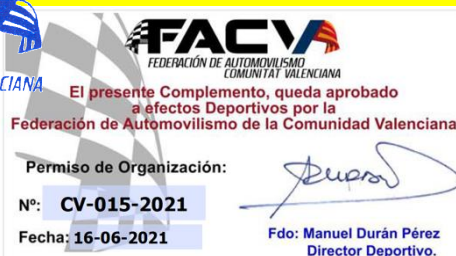 FACVA
FEDERACIÓN DE AUTOMOVILISMO
COMUNITAT VALENCIANA
CIANA
El presente Complemento, queda aprobado
a efectos Deportivos por la
Federación de Automovilismo de la Comunidad Valenciana
Permiso de Organización:
Nº: CV-015-2021
Fecha: 16-06-2021
Fdo: Manuel Durán Pérez
Director Deportivo.